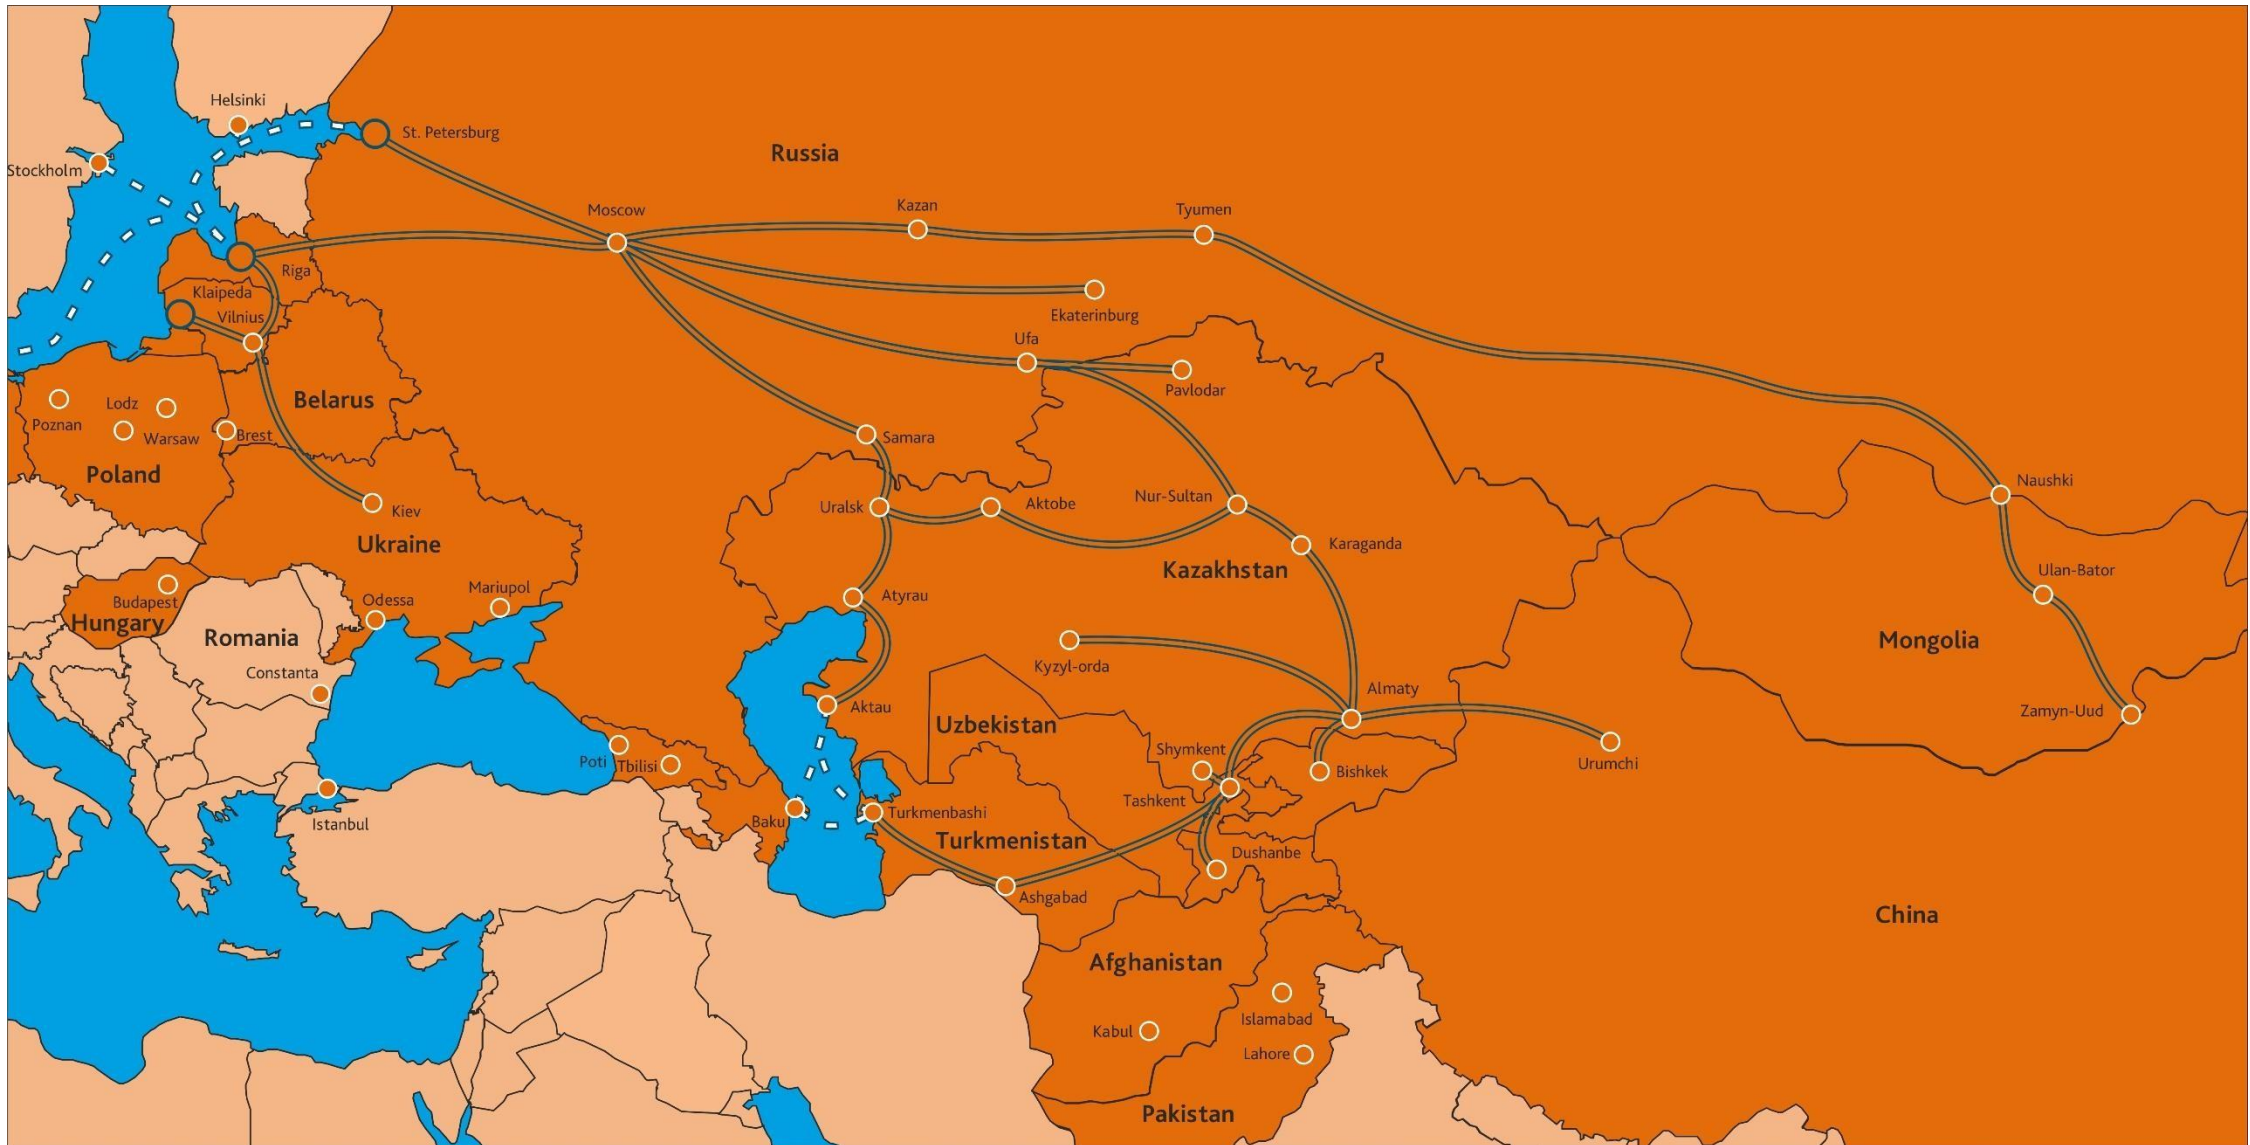 Helsinki
St. Petersburg
Stockholm
Russia
Moscow
Kazan
Tyumen
Riga
Klaipeda
Vilnius
Ekaterinburg
Ufa
Pavlodar
Belarus
Lodz
Poznan
Warsaw
Brest
Poland
Samara
Naushki
Kiev
Uralsk
Aktobe
Nur-Sultan
Ukraine
Karaganda
Kazakhstan
Ulan-Bator
Budapest
Hungary
Odessa
Mariupol
Atyrau
Romania
Mongolia
Constanta
Kyzyl-orda
Almaty
Aktau
Zamyn-Uud
Uzbekistan
Shymkent
Poti
Tbilisi
Bishkek
Urumchi
Tashkent
Istanbul
Baku
Turkmenbashi
Turkmenistan
Dushanbe
Ashgabad
China
Afghanistan
Islamabad
Kabul
Lahore
Pakistan